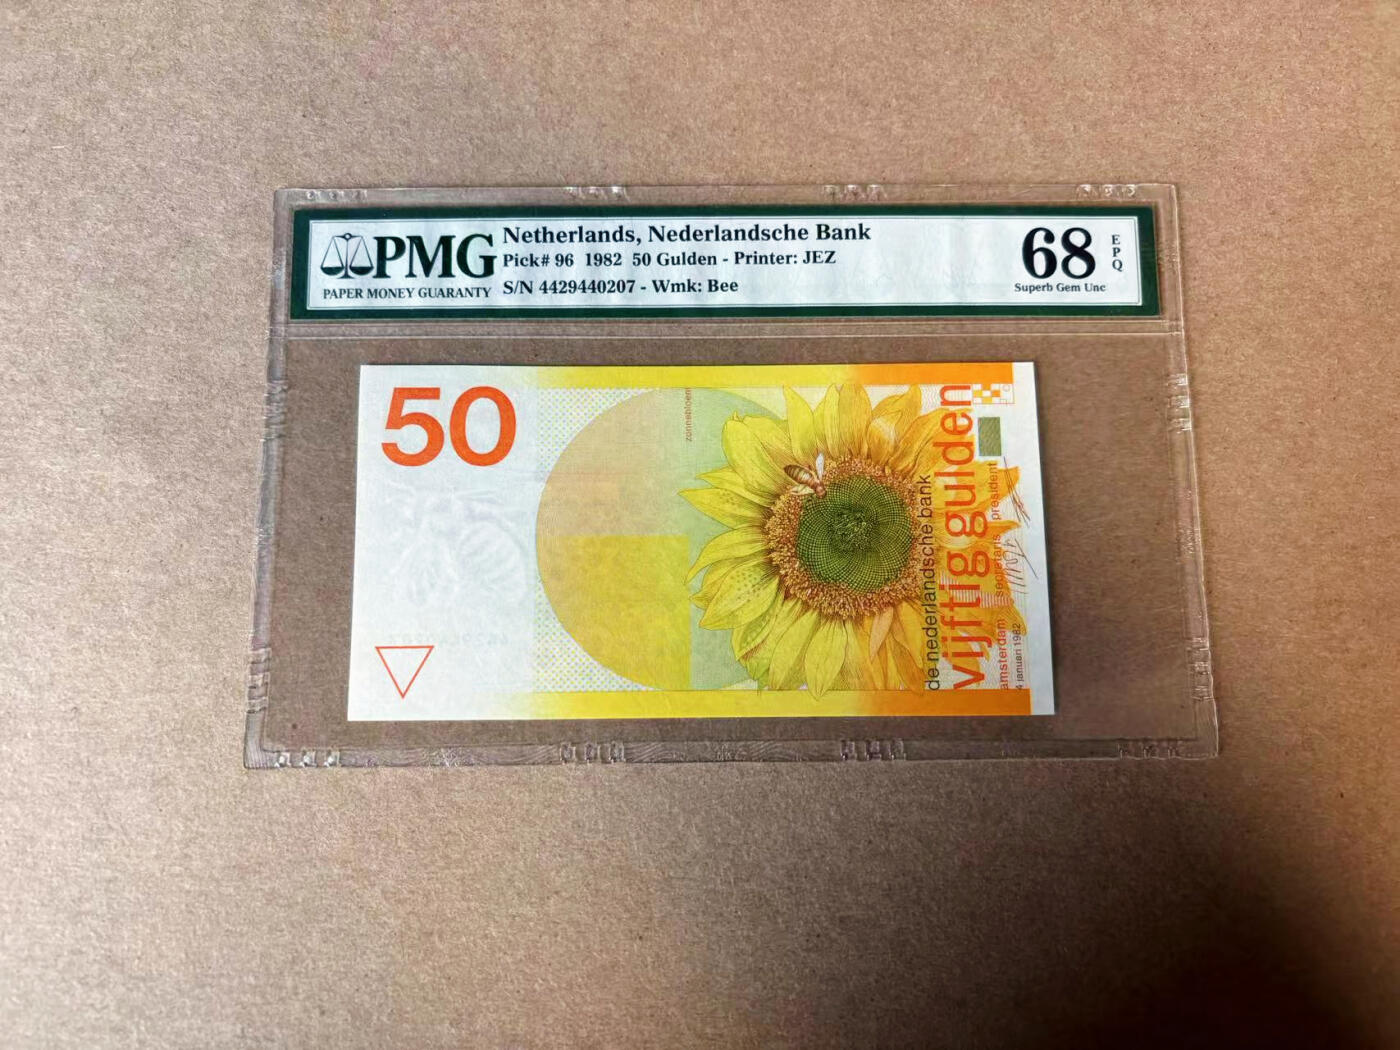 PMG
PAPER MONEY GUARANTY
Netherlands, Nederlandsche Bank
Pick# 96 1982 50 Gulden - Printer: JEZ
S/N 4429440207 - Wmk: Bee
68
EPQ
Superb Gem Unc
50
zonnebloem
de nederlandsche bank
vijftig gulden
amsterdam secretaris president
4 januari 1982